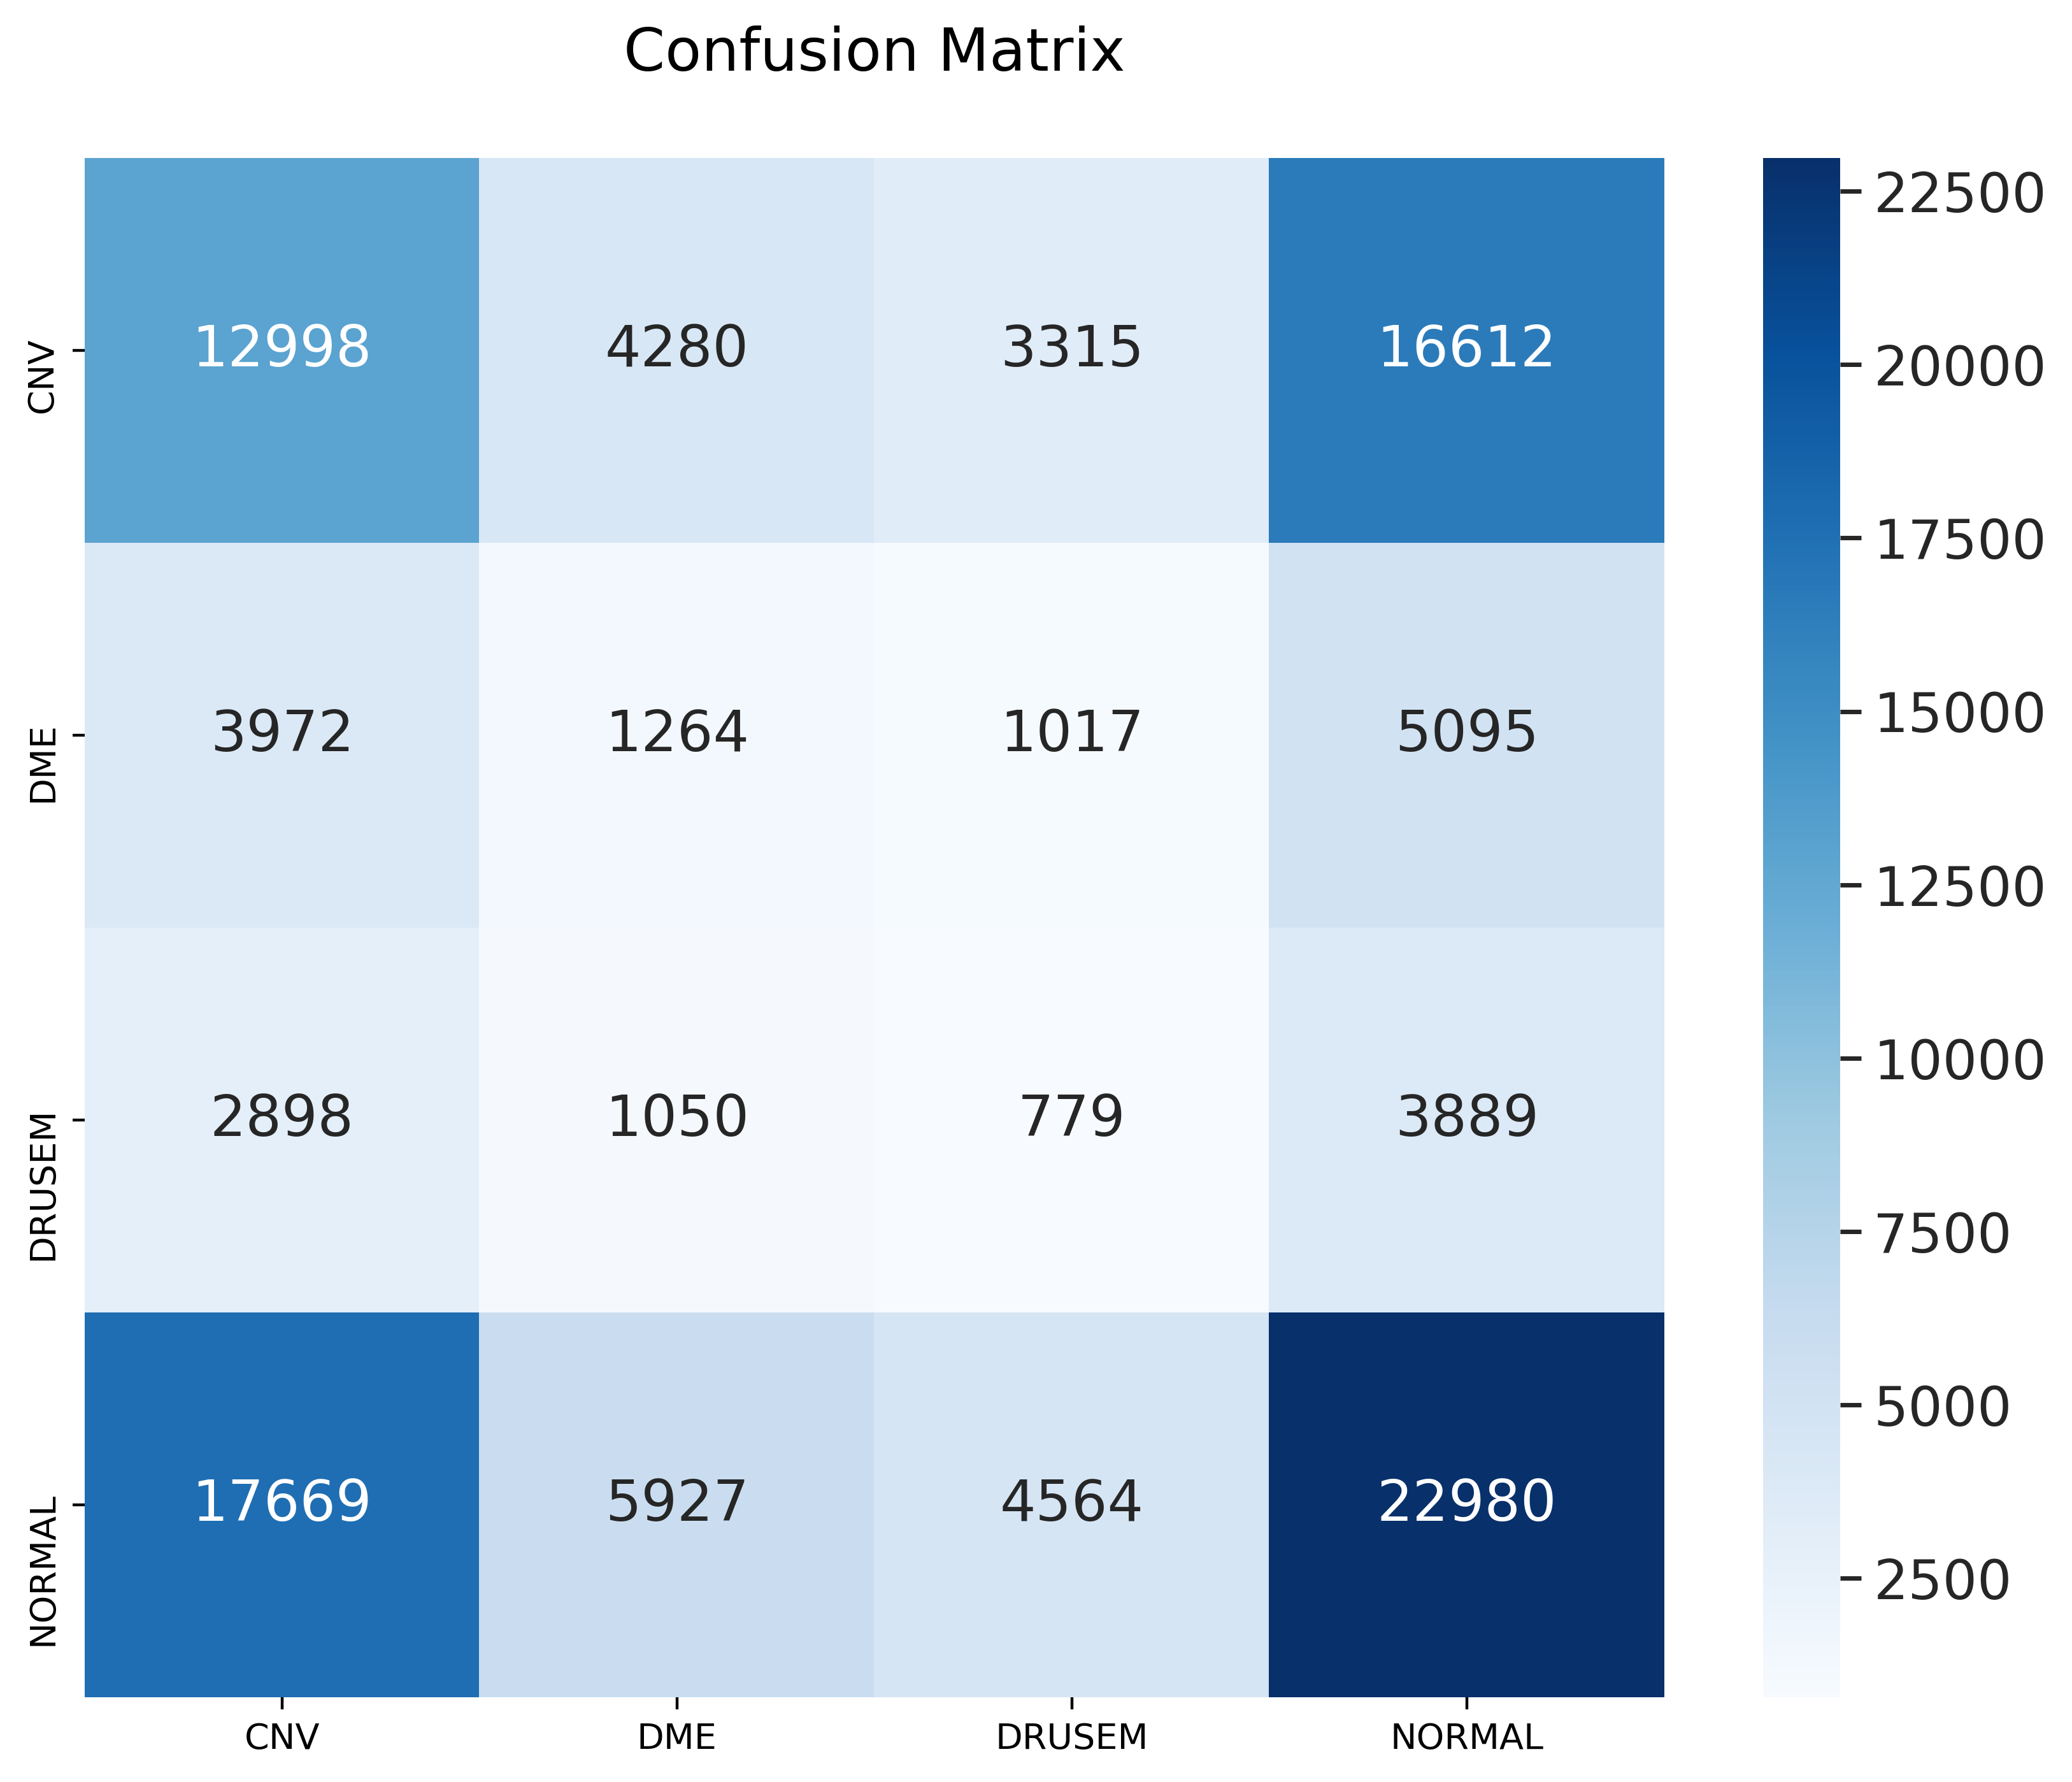 Confusion Matrix
CNV
12998 4280 3315 16612
DME
3972 1264 1017 5095
DRUSEM
2898 1050 779 3889
NORMAL
17669 5927 4564 22980
CNV DME DRUSEM NORMAL
22500
20000
17500
15000
12500
10000
7500
5000
2500